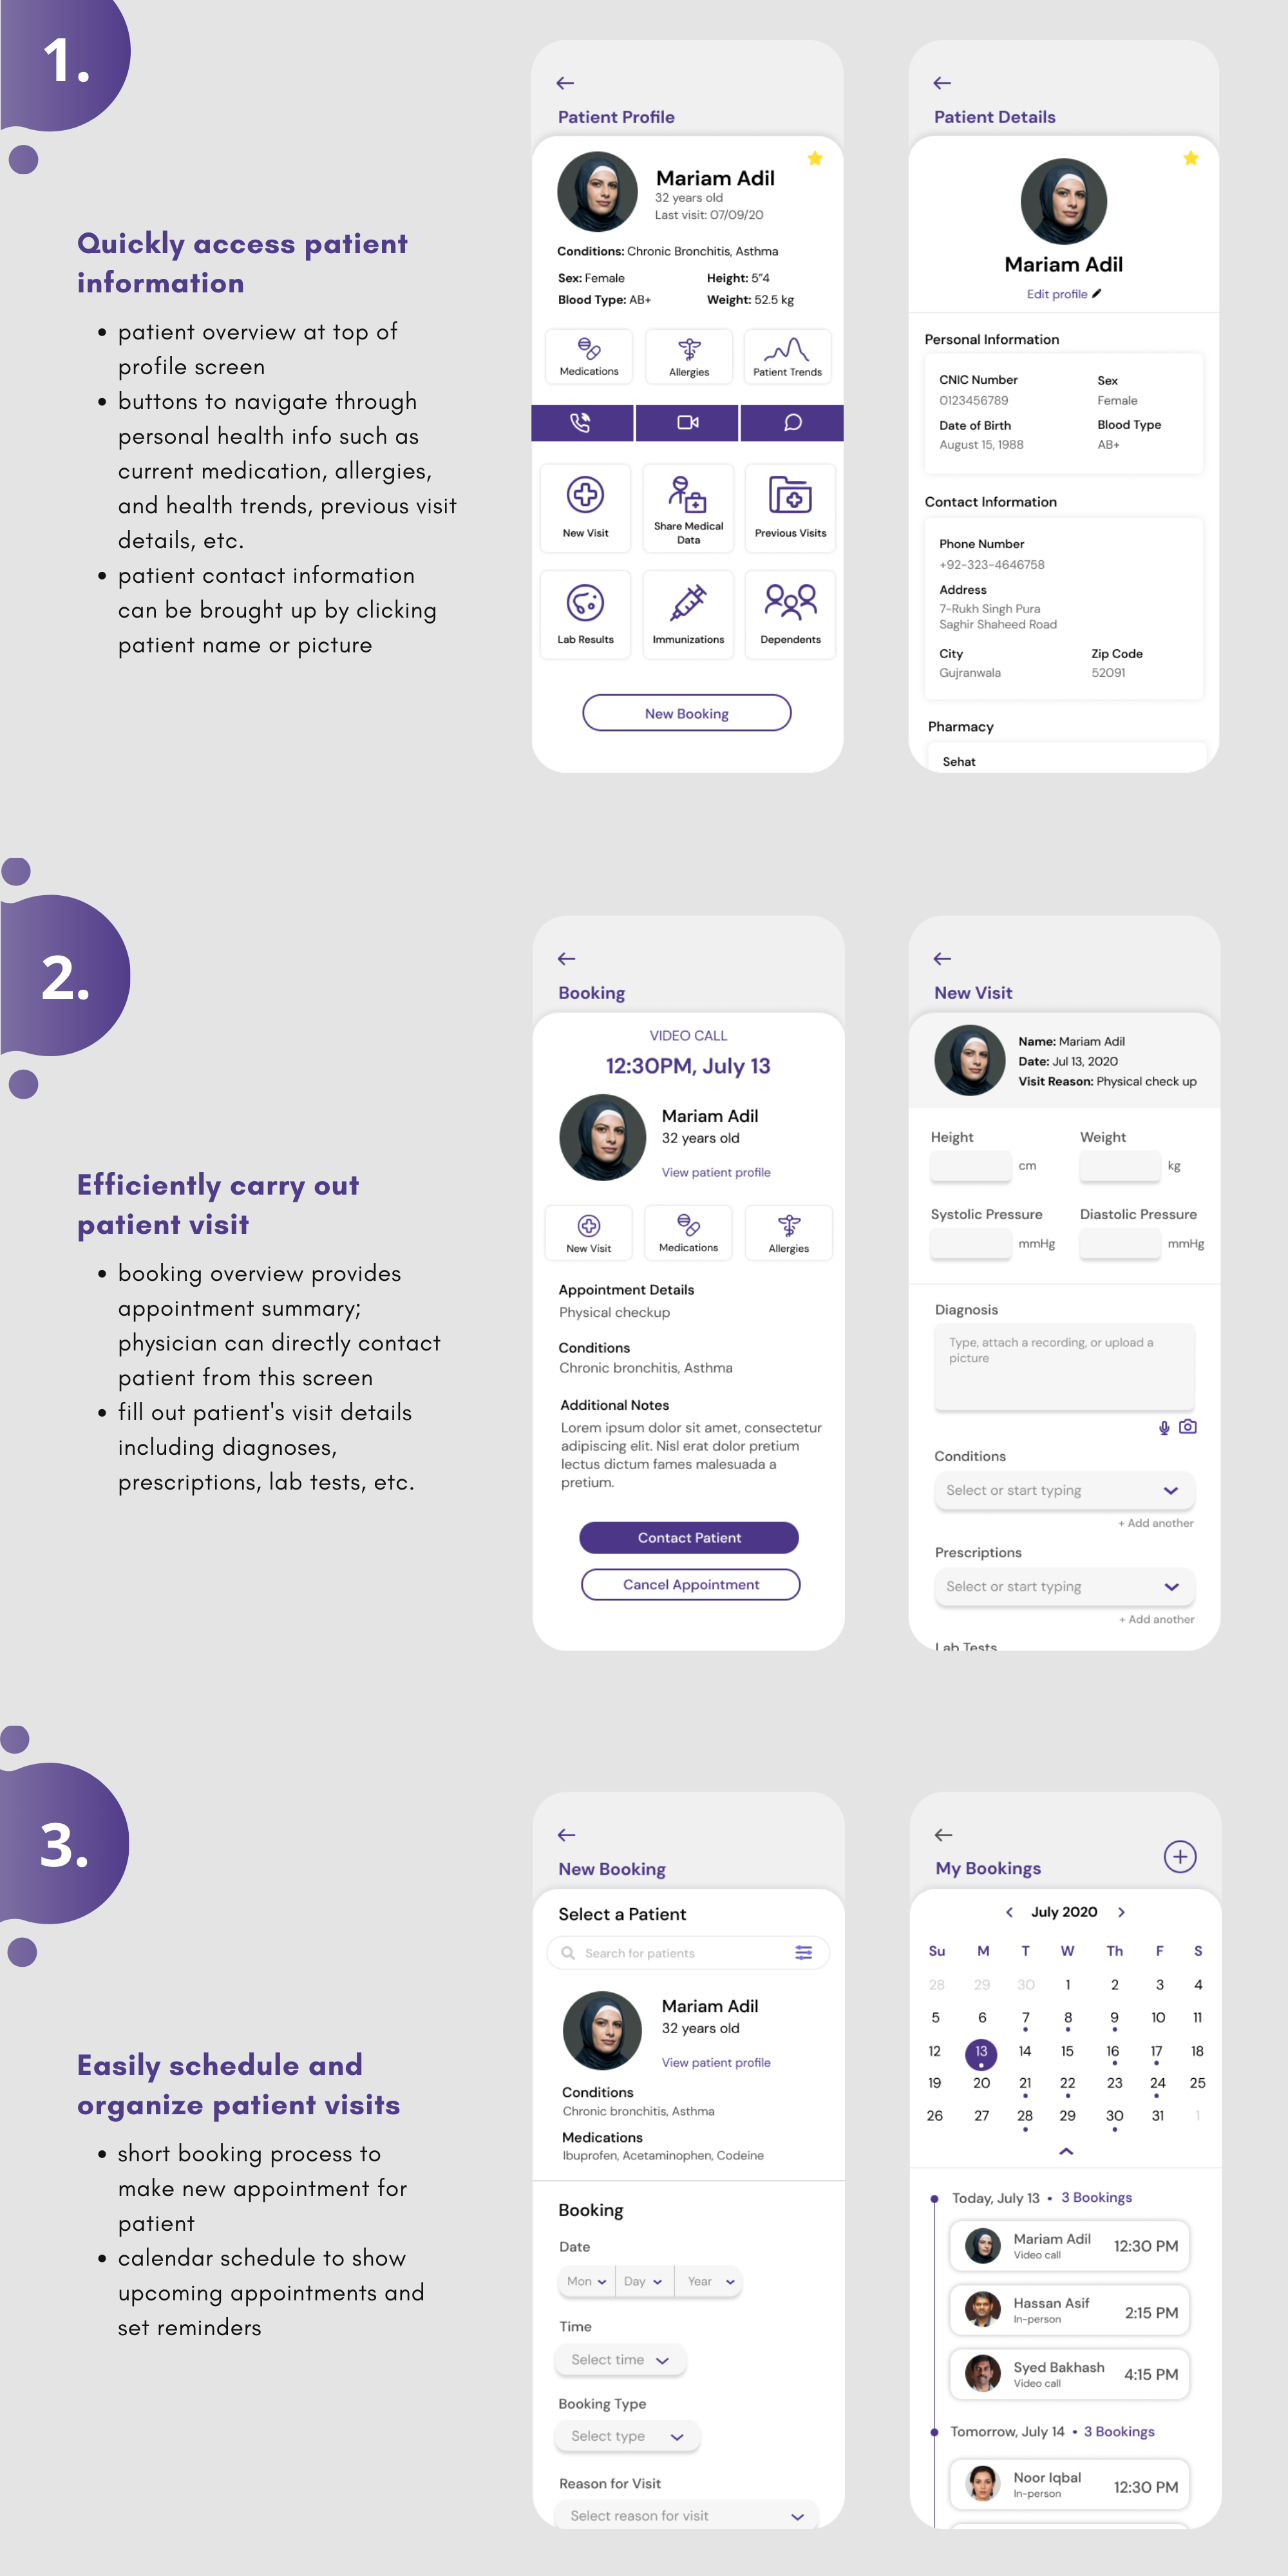 1.
Quickly access patient
information
• patient overview at top of
profile screen
• buttons to navigate through
personal health info such as
current medication, allergies,
and health trends, previous visit
details, etc.
• patient contact information
can be brought up by clicking
patient name or picture
Patient Profile
Mariam Adil
32 years old
Last visit: 07/09/20
Conditions: Chronic Bronchitis, Asthma
Sex: Female Height: 5”4
Blood Type: AB+ Weight: 52.5 kg
Medications Allergies Patient Trends
New Visit Share Medical Previous Visits
Data
Lab Results Immunizations Dependents
New Booking
Patient Details
Mariam Adil
Edit profile
Personal Information
CNIC Number Sex
0123456789 Female
Date of Birth Blood Type
August 15, 1988 AB+
Contact Information
Phone Number
+92-323-4646758
Address
7-Rukh Singh Pura
Saghir Shaheed Road
City Zip Code
Gujranwala 52091
Pharmacy
Sehat
2.
Efficiently carry out
patient visit
• booking overview provides
appointment summary;
physician can directly contact
patient from this screen
• fill out patient's visit details
including diagnoses,
prescriptions, lab tests, etc.
Booking
VIDEO CALL
12:30PM, July 13
Mariam Adil
32 years old
View patient profile
New Visit Medications Allergies
Appointment Details
Physical checkup
Conditions
Chronic bronchitis, Asthma
Additional Notes
Lorem ipsum dolor sit amet, consectetur
adipiscing elit. Nisl erat dolor pretium
lectus dictum fames malesuada a
pretium.
Contact Patient
Cancel Appointment
New Visit
Name: Mariam Adil
Date: Jul 13, 2020
Visit Reason: Physical check up
Height Weight
cm kg
Systolic Pressure Diastolic Pressure
mmHg mmHg
Diagnosis
Type, attach a recording, or upload a
picture
Conditions
Select or start typing
+ Add another
Prescriptions
Select or start typing
+ Add another
Lab Tests
3.
Easily schedule and
organize patient visits
• short booking process to
make new appointment for
patient
• calendar schedule to show
upcoming appointments and
set reminders
New Booking
Select a Patient
Search for patients
Mariam Adil
32 years old
View patient profile
Conditions
Chronic bronchitis, Asthma
Medications
Ibuprofen, Acetaminophen, Codeine
Booking
Date
Mon Day Year
Time
Select time
Booking Type
Select type
Reason for Visit
Select reason for visit
My Bookings
July 2020
Su M T W Th F S
28 29 30 1 2 3 4
5 6 7 8 9 10 11
12 13 14 15 16 17 18
19 20 21 22 23 24 25
26 27 28 29 30 31 1
Today, July 13 • 3 Bookings
Mariam Adil
Video call
12:30 PM
Hassan Asif
In-person
2:15 PM
Syed Bakhash
Video call
4:15 PM
Tomorrow, July 14 • 3 Bookings
Noor Iqbal
In-person
12:30 PM